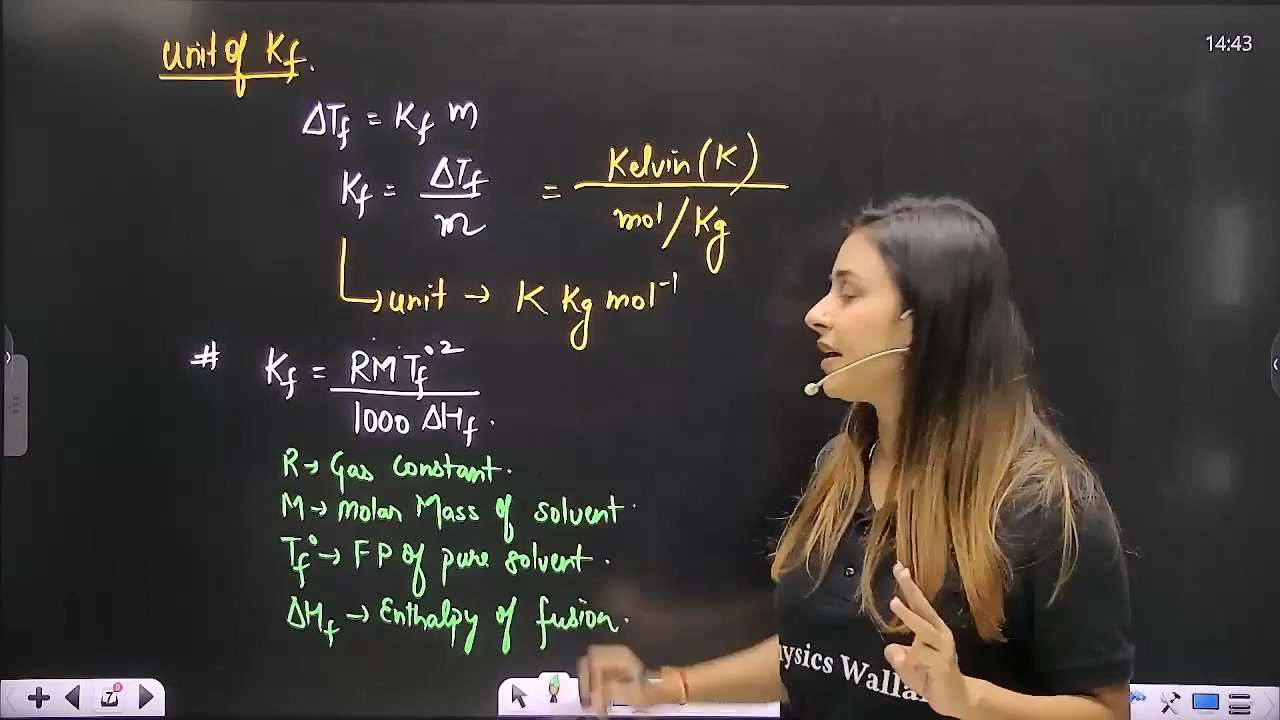 Unit of Kf.
14:43
ΔTf = Kf m
Kf = ΔTf / m = Kelvin (K) / mol/Kg
unit → K Kg mol⁻¹
# Kf = RMTf°² / 1000 ΔHf.
R → Gas constant.
M → Molar Mass of solvent.
Tf° → FP of pure solvent.
ΔHf → Enthalpy of fusion.
ysics Walla